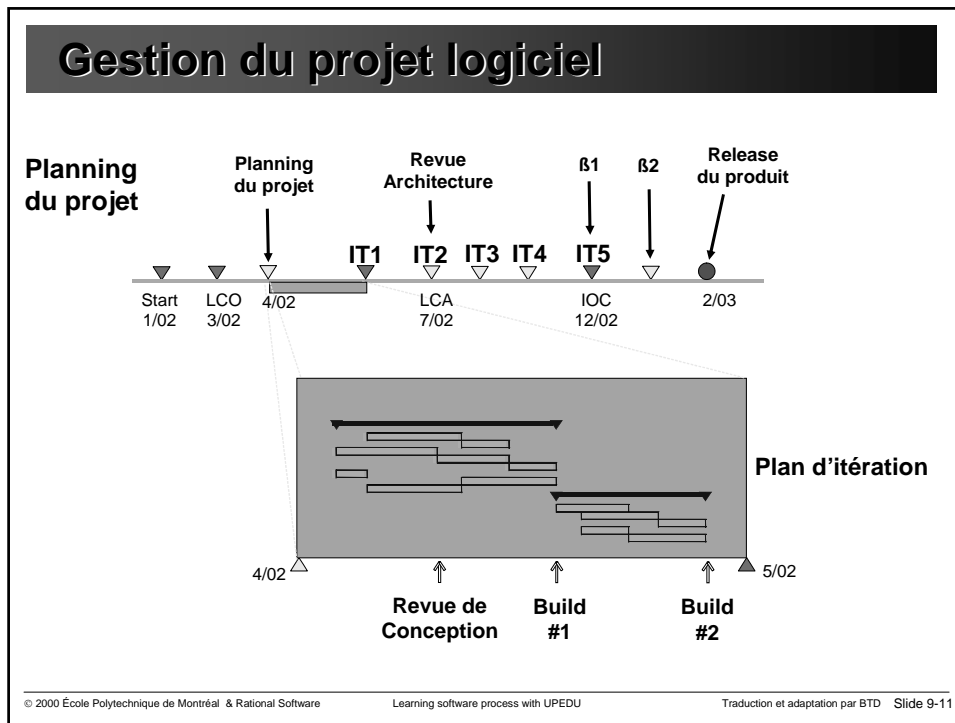 Gestion du projet logiciel
Planning
du projet
Planning
du projet
Revue
Architecture
ß1
ß2
Release
du produit
IT1
IT2
IT3
IT4
IT5
Start
1/02
LCO
3/02
4/02
LCA
7/02
IOC
12/02
2/03
Plan d'itération
4/02
5/02
Revue de
Conception
Build
#1
Build
#2
© 2000 École Polytechnique de Montréal & Rational Software
Learning software process with UPEDU
Traduction et adaptation par BTD
Slide 9-11